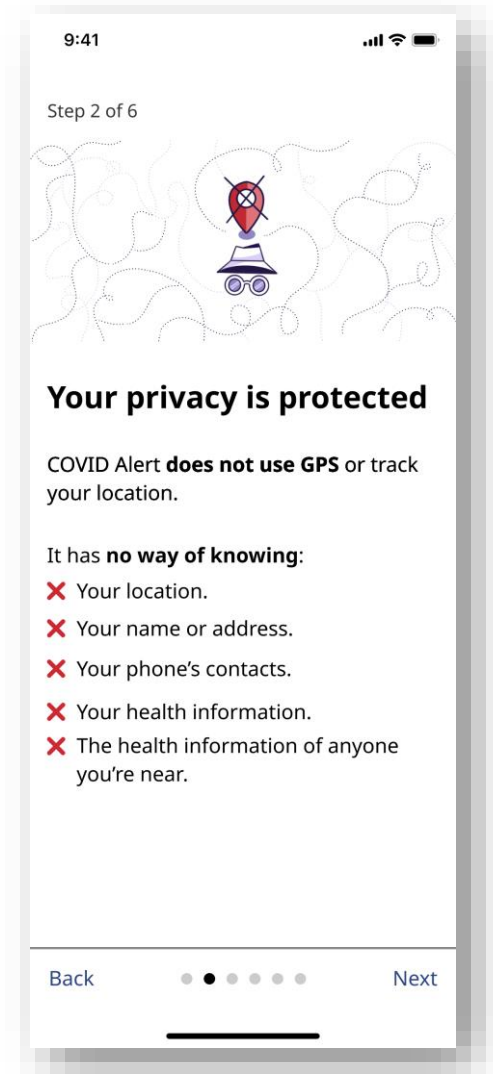 9:41
Step 2 of 6
Your privacy is protected
COVID Alert does not use GPS or track
your location.
It has no way of knowing:
Your location.
Your name or address.
Your phone’s contacts.
Your health information.
The health information of anyone
you’re near.
Back Next